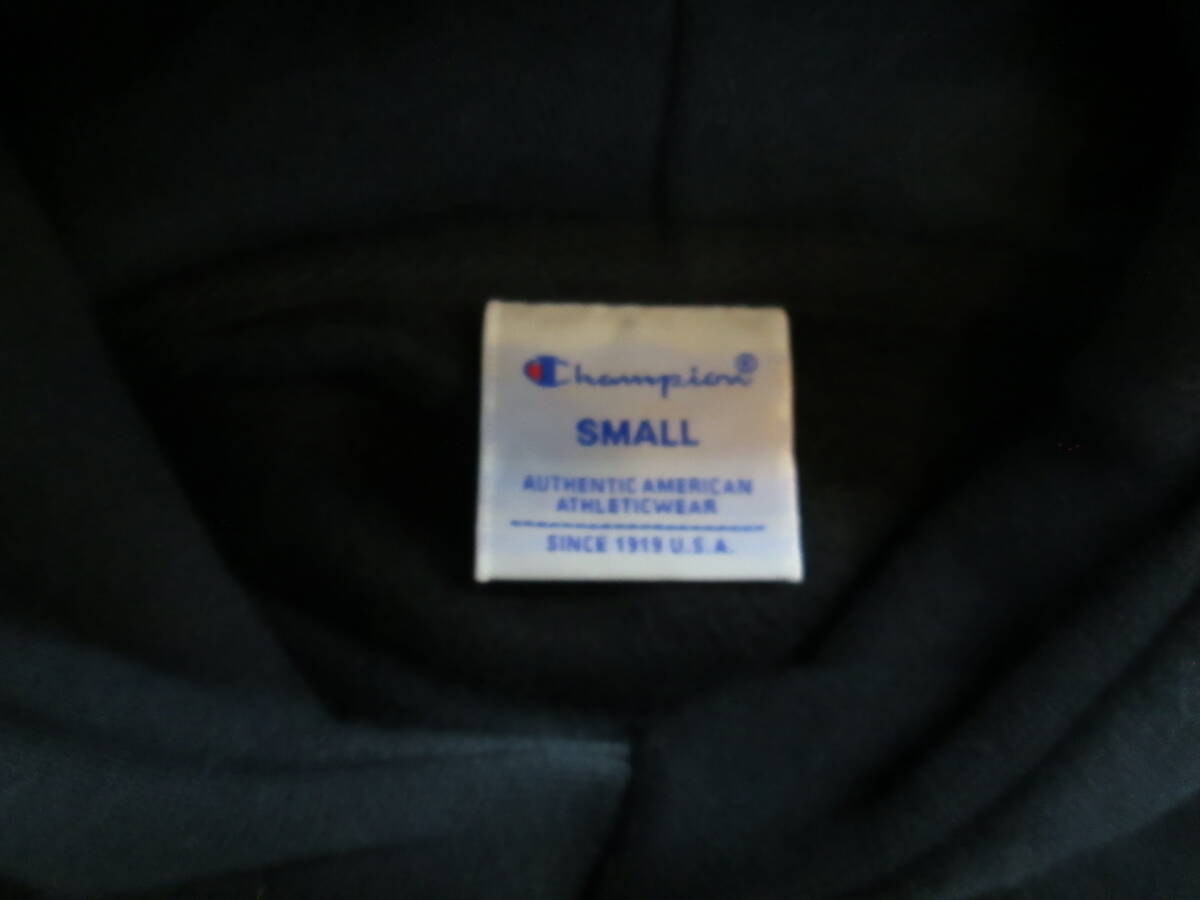 Champion®
SMALL
AUTHENTIC AMERICAN
ATHLETICWEAR
SINCE 1919 U.S.A.